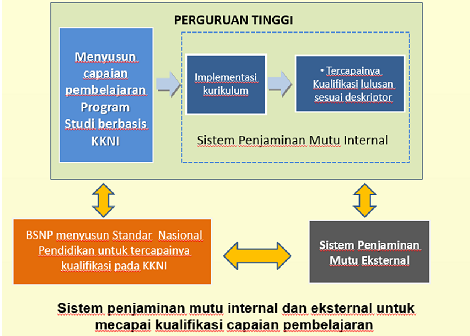 PERGURUAN TINGGI
Menyusun
capaian
pembelajaran
Program
Studi berbasis
KKNI
Implementasi
kurikulum
• Tercapainya
Kualifikasi lulusan
sesual deskriptor
Sistem Penjaminan Mutu Internal
BSNP menyusun Standar Nasional
Pendidikan untuk tercapainya
kualifikasi pada KKNI
Sistem Penjaminan
Mutu Eksternal
Sistem penjaminan mutu internal dan eksternal untuk
mecapai kualifikasi capaian pembelajaran